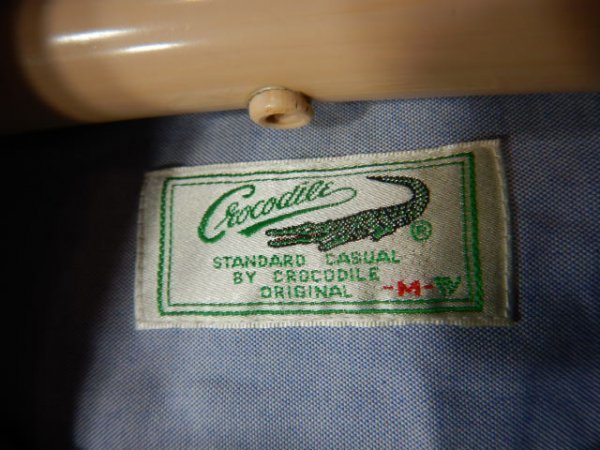 Crocodile
®
STANDARD CASUAL
BY CROCODILE
ORIGINAL -M-